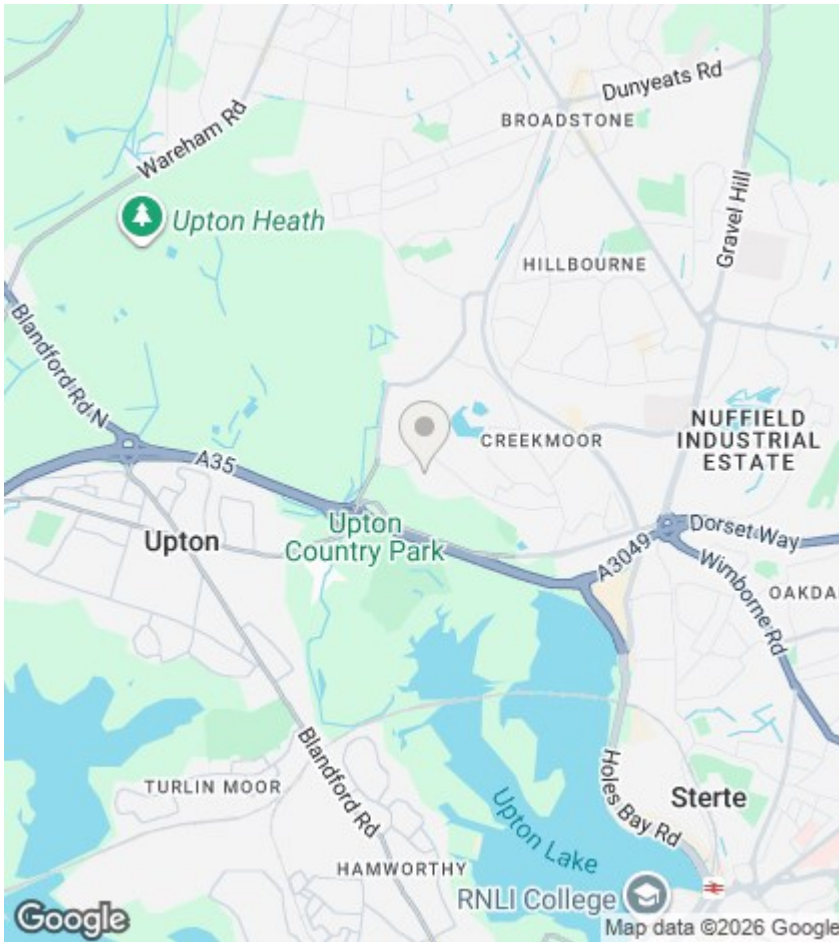 Dunyeats Rd
BROADSTONE
Wareham Rd
Upton Heath
Gravel Hill
HILLBOURNE
Blandford Rd N
CREEKMOOR
NUFFIELD
INDUSTRIAL
ESTATE
A35
Upton
Upton
Country Park
A3049
Dorset Way
Wimborne Rd
OAKDA
TURLIN MOOR
Blandford Rd
Upton Lake
Holes Bay Rd
Sterte
HAMWORTHY
RNLI College
Google
Map data ©2026 Google